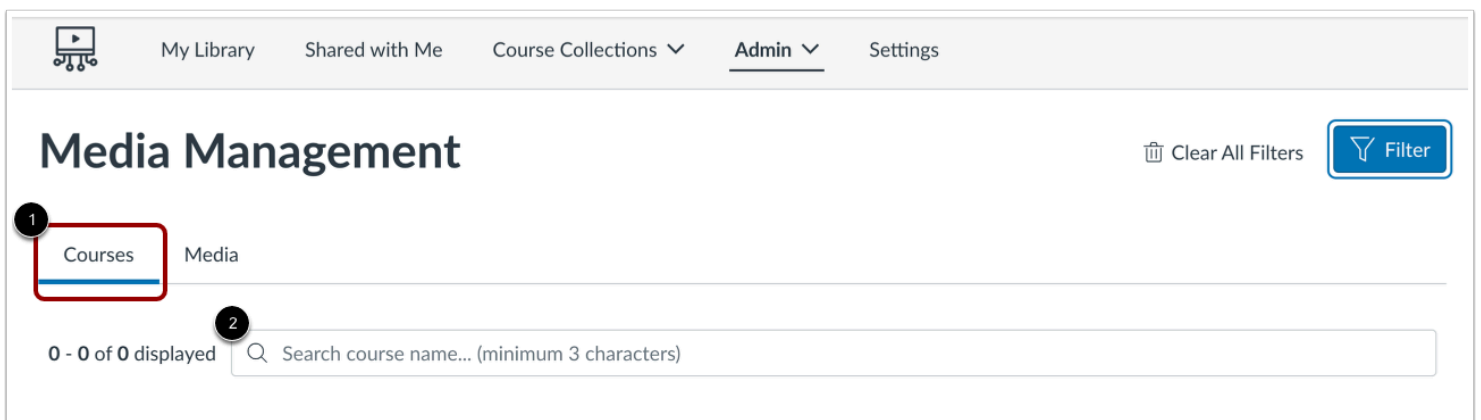 My Library Shared with Me Course Collections Admin Settings
Media Management
Clear All Filters Filter
1
Courses Media
2
0 - 0 of 0 displayed Search course name... (minimum 3 characters)